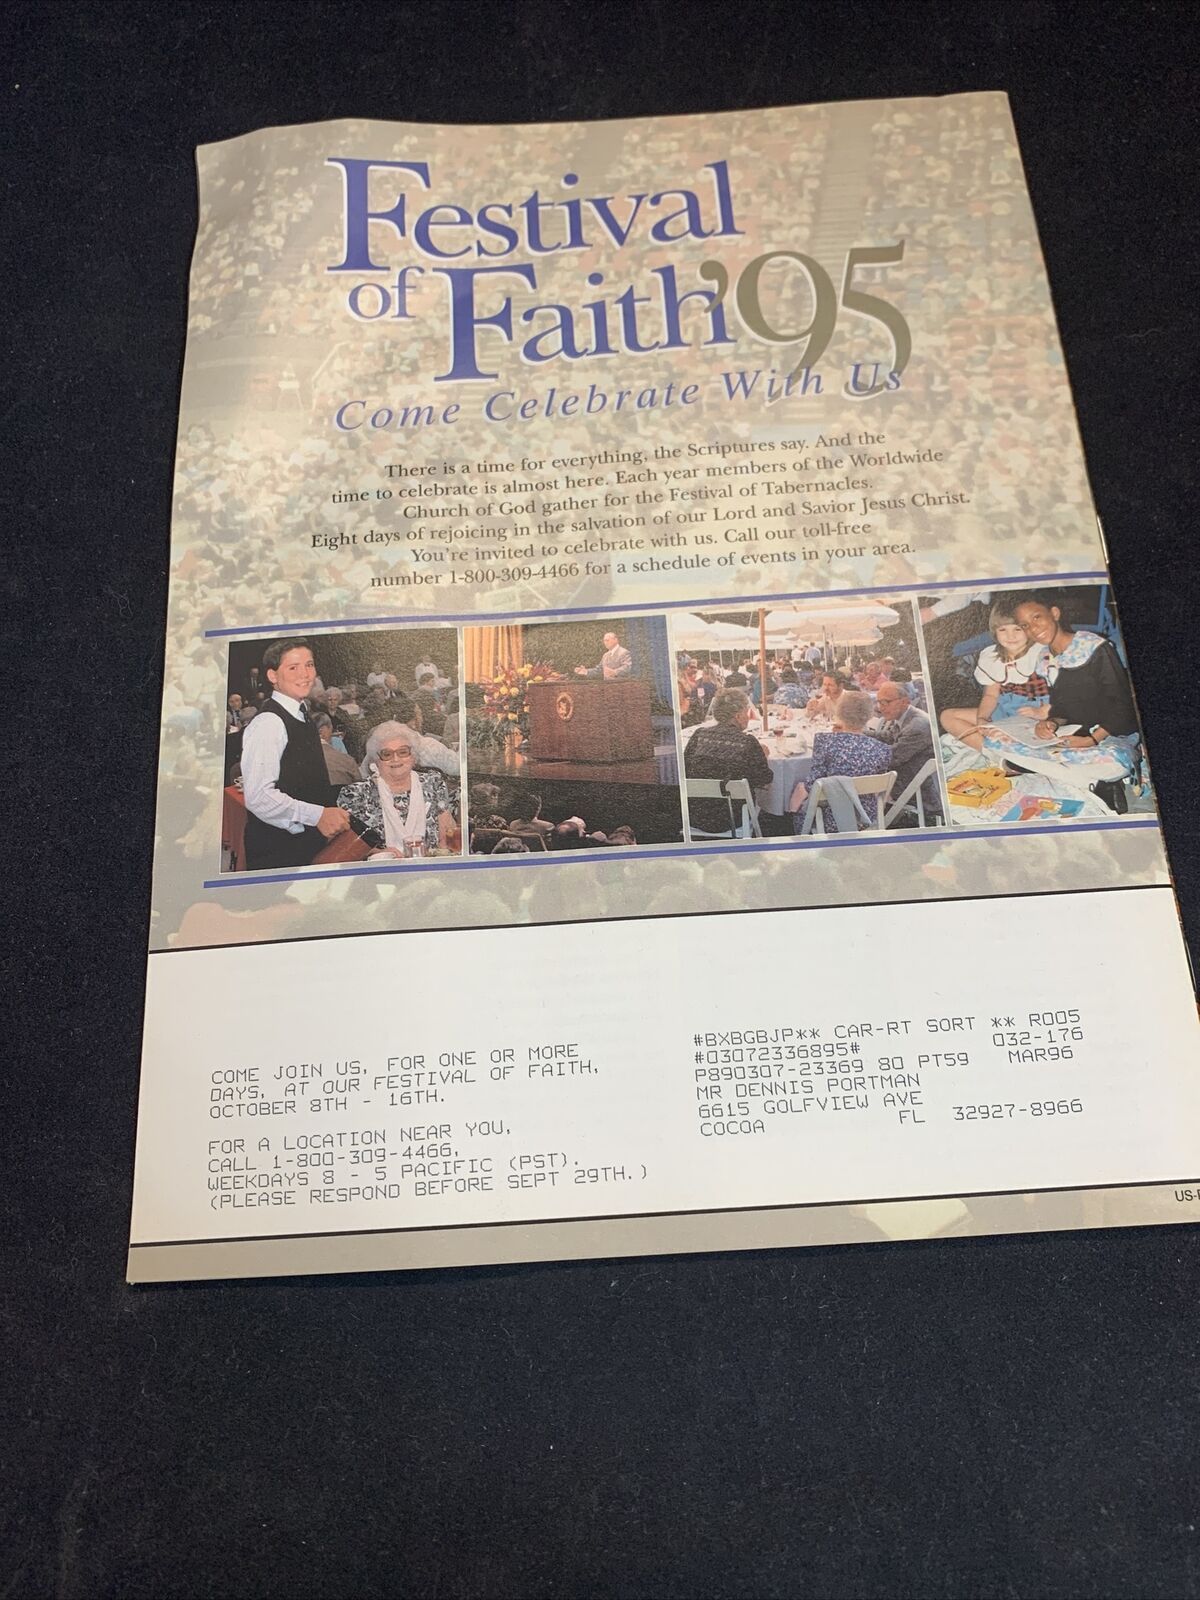 Festival
of Faith '95
Come Celebrate With Us
There is a time for everything, the Scriptures say. And the
time to celebrate is almost here. Each year members of the Worldwide
Church of God gather for the Festival of Tabernacles.
Eight days of rejoicing in the salvation of our Lord and Savior Jesus Christ.
You're invited to celebrate with us. Call our toll-free
number 1-800-309-4466 for a schedule of events in your area.
COME JOIN US, FOR ONE OR MORE
DAYS, AT OUR FESTIVAL OF FAITH,
OCTOBER 8TH - 16TH.
FOR A LOCATION NEAR YOU,
CALL 1-800-309-4466,
WEEKDAYS 8 - 5 PACIFIC (PST).
(PLEASE RESPOND BEFORE SEPT 29TH.)
#BXBGBJP** CAR-RT SORT ** R005
#03072336895# 032-176
P890307-23369 80 PT59 MAR96
MR DENNIS PORTMAN
6615 GOLFVIEW AVE
COCOA FL 32927-8966